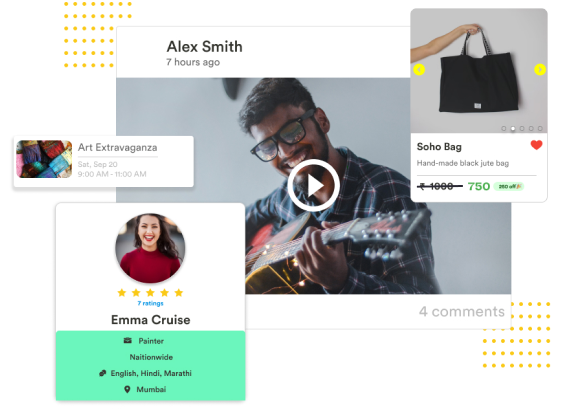 Alex Smith
7 hours ago
Art Extravaganza
Sat, Sep 20
9:00 AM - 11:00 AM
Soho Bag
Hand-made black jute bag
₹ 1000 750 250 off
7 ratings
Emma Cruise
Painter
Naitionwide
English, Hindi, Marathi
Mumbai
4 comments